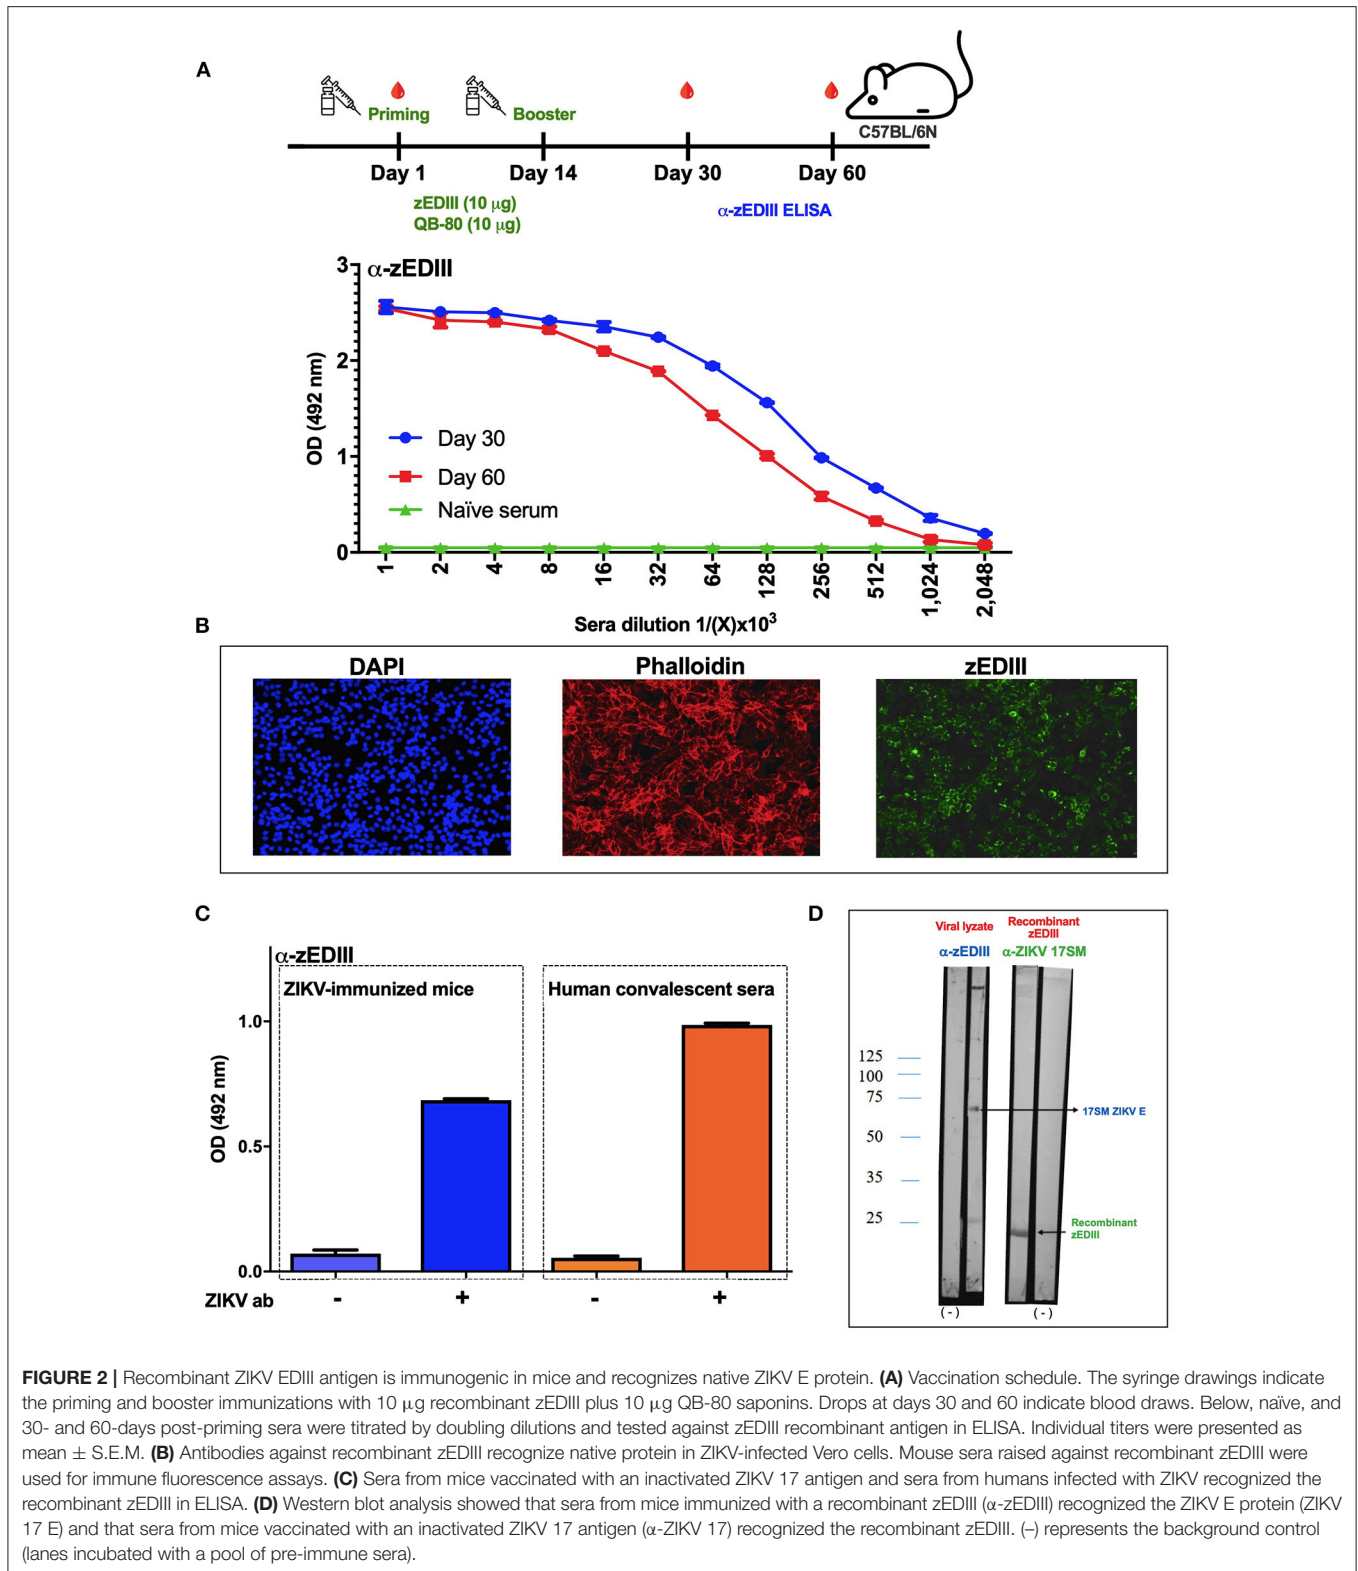 A
Priming
Booster
C57BL/6N
Day 1
Day 14
Day 30
Day 60
zEDIII (10 μg)
QB-80 (10 μg)
α-zEDIII ELISA
α-zEDIII
3
2
1
0
OD (492 nm)
Day 30
Day 60
Naïve serum
1
2
4
8
16
32
64
128
256
512
1,024
2,048
Sera dilution 1/(X)x10³
B
DAPI
Phalloidin
zEDIII
C
α-zEDIII
ZIKV-immunized mice
Human convalescent sera
1.0
0.5
0.0
OD (492 nm)
ZIKV ab
-
+
-
+
D
Viral lyzate
Recombinant
zEDIII
α-zEDIII
α-ZIKV 17SM
125
100
75
50
35
25
17SM ZIKV E
Recombinant
zEDIII
(-)
(-)
FIGURE 2 | Recombinant ZIKV EDIII antigen is immunogenic in mice and recognizes native ZIKV E protein. (A) Vaccination schedule. The syringe drawings indicate
the priming and booster immunizations with 10 μg recombinant zEDIII plus 10 μg QB-80 saponins. Drops at days 30 and 60 indicate blood draws. Below, naïve, and
30- and 60-days post-priming sera were titrated by doubling dilutions and tested against zEDIII recombinant antigen in ELISA. Individual titers were presented as
mean ± S.E.M. (B) Antibodies against recombinant zEDIII recognize native protein in ZIKV-infected Vero cells. Mouse sera raised against recombinant zEDIII were
used for immune fluorescence assays. (C) Sera from mice vaccinated with an inactivated ZIKV 17 antigen and sera from humans infected with ZIKV recognized the
recombinant zEDIII in ELISA. (D) Western blot analysis showed that sera from mice immunized with a recombinant zEDIII (α-zEDIII) recognized the ZIKV E protein (ZIKV
17 E) and that sera from mice vaccinated with an inactivated ZIKV 17 antigen (α-ZIKV 17) recognized the recombinant zEDIII. (–) represents the background control
(lanes incubated with a pool of pre-immune sera).